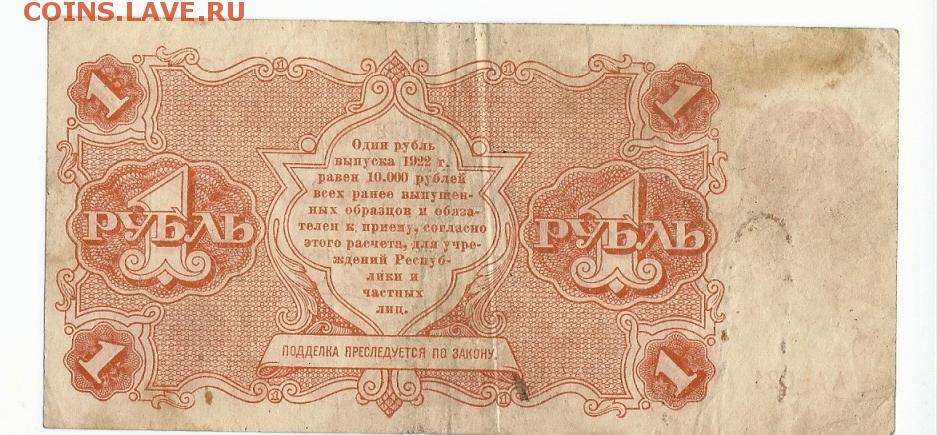 COINS.LAVE.RU
1
1
Один рубль
выпуска 1922 г.
равен 10.000 рублей
всех ранее выпущен-
ных образцов и обяза-
телен к приему, согласно
этого расчета, для учре-
ждений Респуб-
лики и
частных
лиц.
1
РУБЛЬ
1
РУБЛЬ
ПОДДЕЛКА ПРЕСЛЕДУЕТСЯ ПО ЗАКОНУ.
1
1